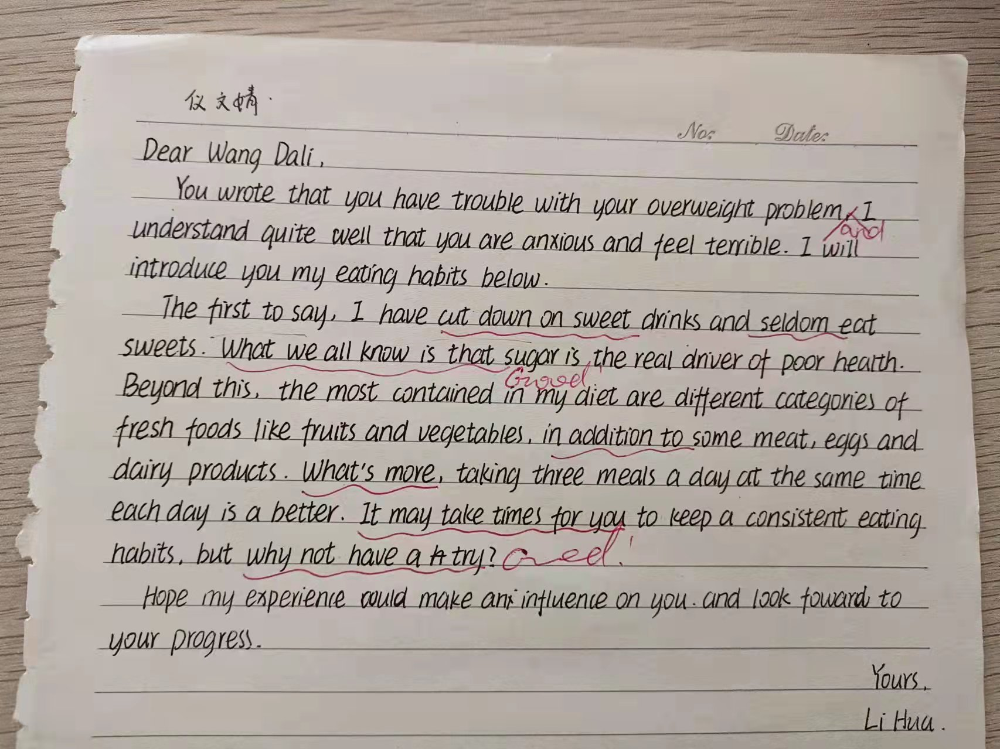 仪文婧.
No: Date:
Dear Wang Dali,
You wrote that you have trouble with your overweight problem, I
and
understand quite well that you are anxious and feel terrible. I will
introduce you my eating habits below.
The first to say, I have cut down on sweet drinks and seldom eat
sweets. What we all know is that sugar is the real driver of poor health.
Good!
Beyond this, the most contained in my diet are different categories of
fresh foods like fruits and vegetables, in addition to some meat, eggs and
dairy products. What's more, taking three meals a day at the same time
each day is a better. It may take times for you to keep a consistent eating
habits, but why not have a try? Good!
Hope my experience could make an influence on you. and look foward to
your progress.
Yours,
Li Hua.